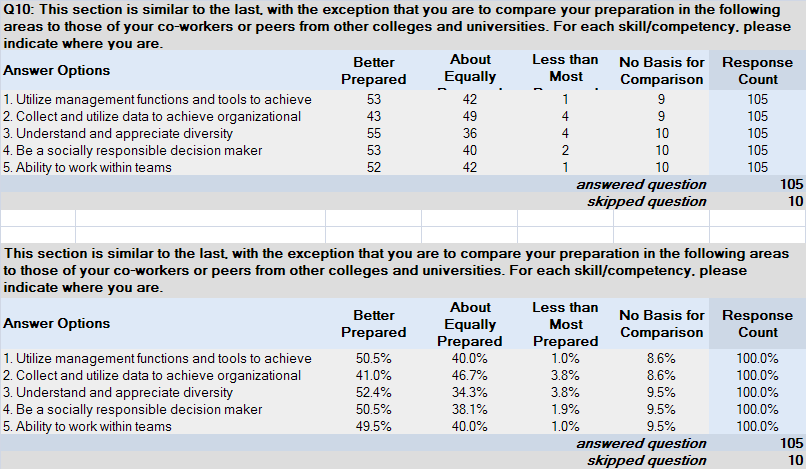 Q10: This section is similar to the last, with the exception that you are to compare your preparation in the following
areas to those of your co-workers or peers from other colleges and universities. For each skill/competency, please
indicate where you are.
Answer Options Better Prepared About Equally Less than Most No Basis for Comparison Response Count
1. Utilize management functions and tools to achieve 53 42 1 9 105
2. Collect and utilize data to achieve organizational 43 49 4 9 105
3. Understand and appreciate diversity 55 36 4 10 105
4. Be a socially responsible decision maker 53 40 2 10 105
5. Ability to work within teams 52 42 1 10 105
answered question 105
skipped question 10
This section is similar to the last, with the exception that you are to compare your preparation in the following areas
to those of your co-workers or peers from other colleges and universities. For each skill/competency, please
indicate where you are.
Answer Options Better Prepared About Equally Prepared Less than Most Prepared No Basis for Comparison Response Count
1. Utilize management functions and tools to achieve 50.5% 40.0% 1.0% 8.6% 100.0%
2. Collect and utilize data to achieve organizational 41.0% 46.7% 3.8% 8.6% 100.0%
3. Understand and appreciate diversity 52.4% 34.3% 3.8% 9.5% 100.0%
4. Be a socially responsible decision maker 50.5% 38.1% 1.9% 9.5% 100.0%
5. Ability to work within teams 49.5% 40.0% 1.0% 9.5% 100.0%
answered question 105
skipped question 10